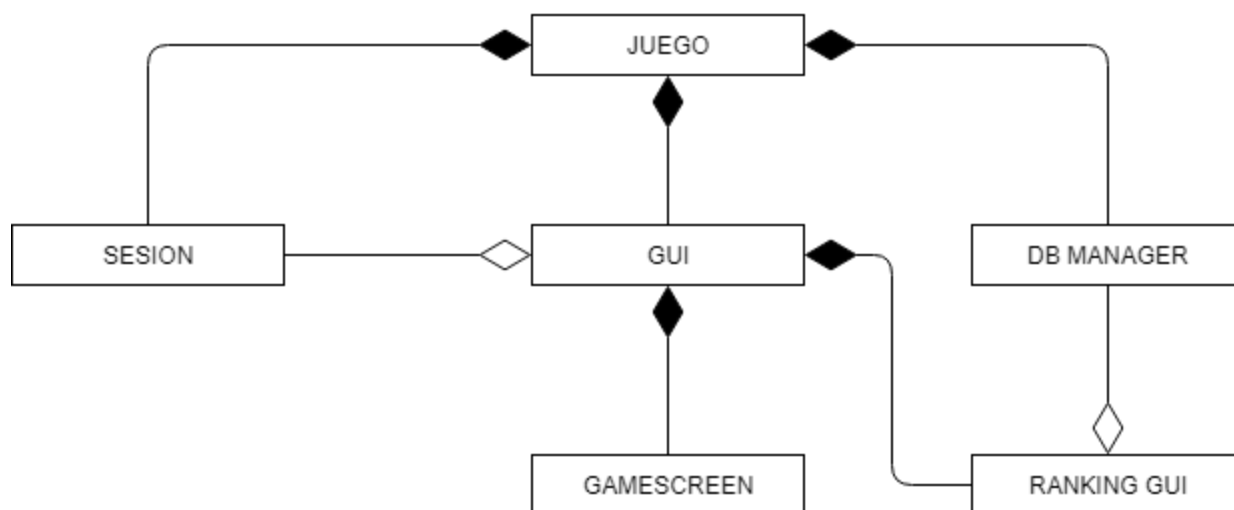 JUEGO
SESION
GUI
DB MANAGER
GAMESCREEN
RANKING GUI